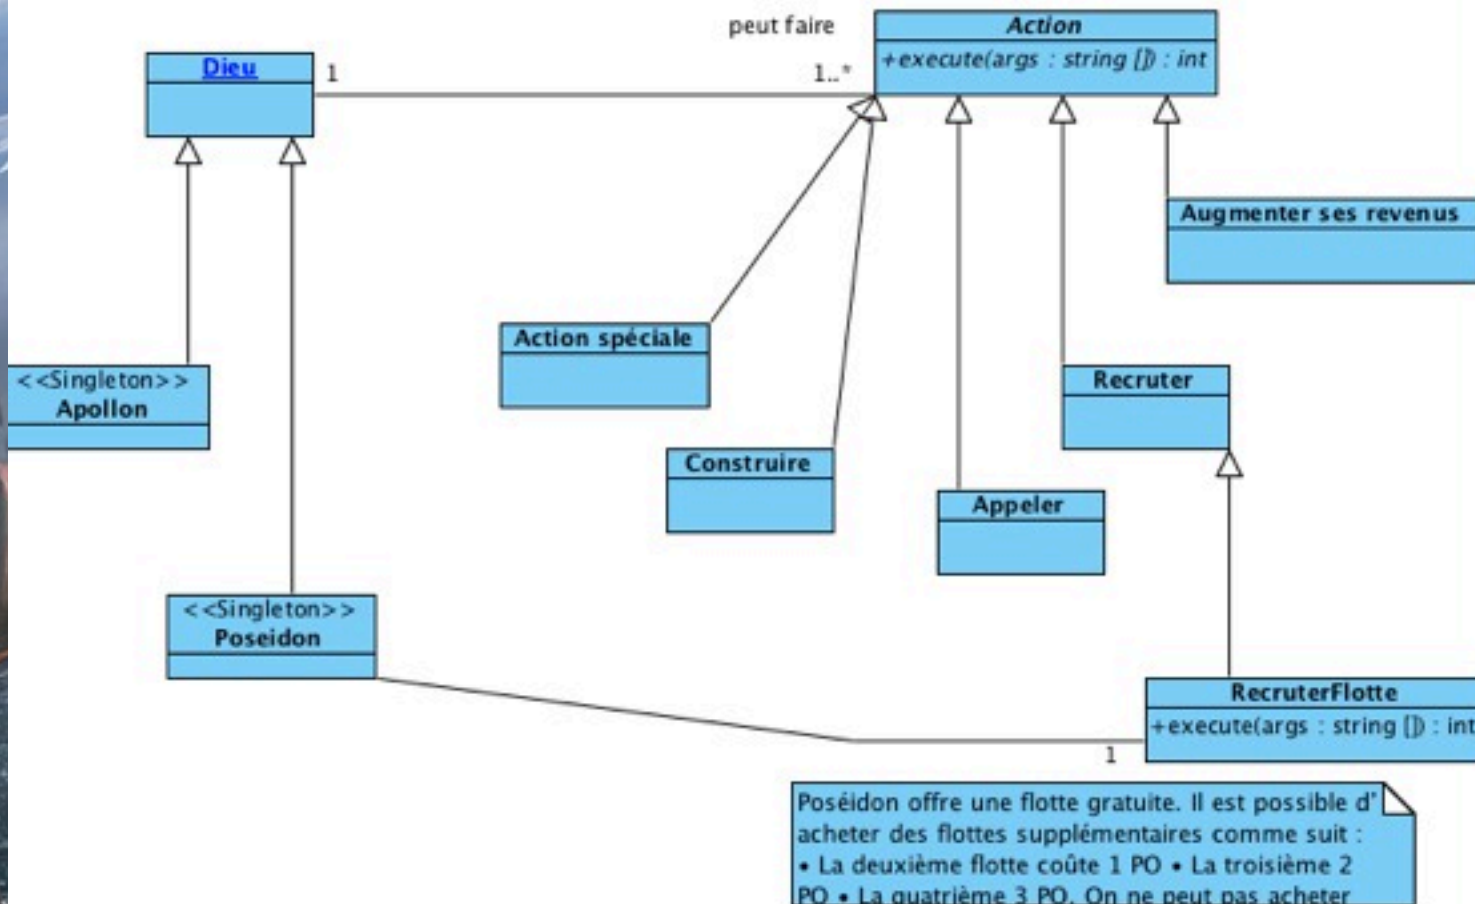 peut faire
Action
+execute(args : string []) : int
Dieu
1
1..*
Augmenter ses revenus
Action spéciale
<<Singleton>>
Apollon
Recruter
Construire
Appeler
<<Singleton>>
Poseidon
RecruterFlotte
+execute(args : string []) : int
1
Poséidon offre une flotte gratuite. Il est possible d'
acheter des flottes supplémentaires comme suit :
• La deuxième flotte coûte 1 PO • La troisième 2
PO • La quatrième 3 PO. On ne peut pas acheter